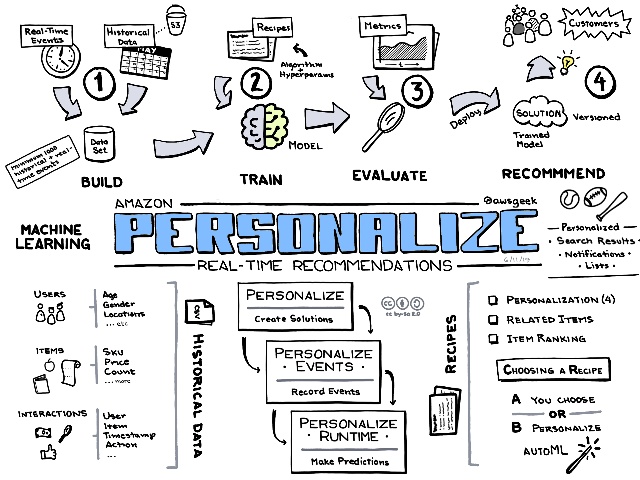 Real-Time
Events
Historical
Data
S3
1
minimum 1000
historical + real-
time events
Data
Set
BUILD
Recipes
Algorithm
+
Hyperparams
2
MODEL
TRAIN
Metrics
3
EVALUATE
Deploy
Customers
4
SOLUTION
Versioned
Trained
Model
RECOMMMEND
MACHINE
LEARNING
AMAZON
@awsgeek
PERSONALIZE
REAL-TIME RECOMMENDATIONS
Personalized
· Search Results ·
· Notifications ·
· Lists ·
USERS
Age
Gender
Locations
... etc
ITEMS
SKU
Price
Count
... more
INTERACTIONS
User
Item
Timestamp
Action
...
CSV
HISTORICAL DATA
PERSONALIZE
Create Solutions
PERSONALIZE
· EVENTS ·
Record Events
PERSONALIZE
· RUNTIME ·
Make Predictions
cc by-sa 2.0
RECIPES
PERSONALIZATION (4)
RELATED ITEMS
ITEM RANKING
CHOOSING A RECIPE
A YOU CHOOSE
OR
B PERSONALIZE
AUTOML